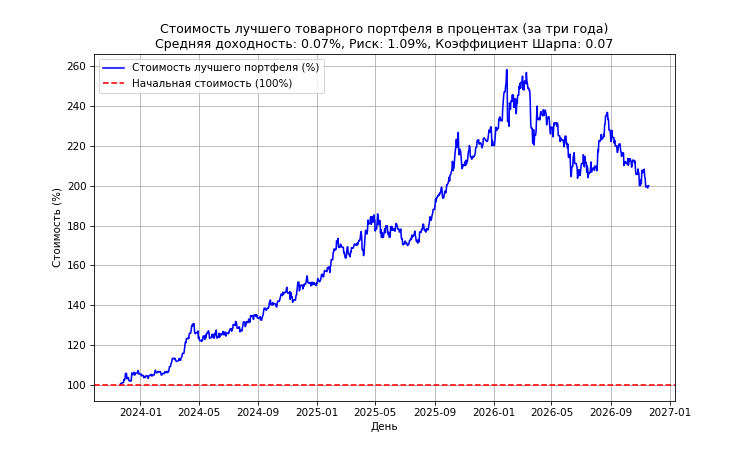 Стоимость лучшего товарного портфеля в процентах (за три года)
Средняя доходность: 0.07%, Риск: 1.09%, Коэффициент Шарпа: 0.07
Стоимость лучшего портфеля (%)
Начальная стоимость (100%)
Стоимость (%)
260
240
220
200
180
160
140
120
100
2024-01 2024-05 2024-09 2025-01 2025-05 2025-09 2026-01 2026-05 2026-09 2027-01
День